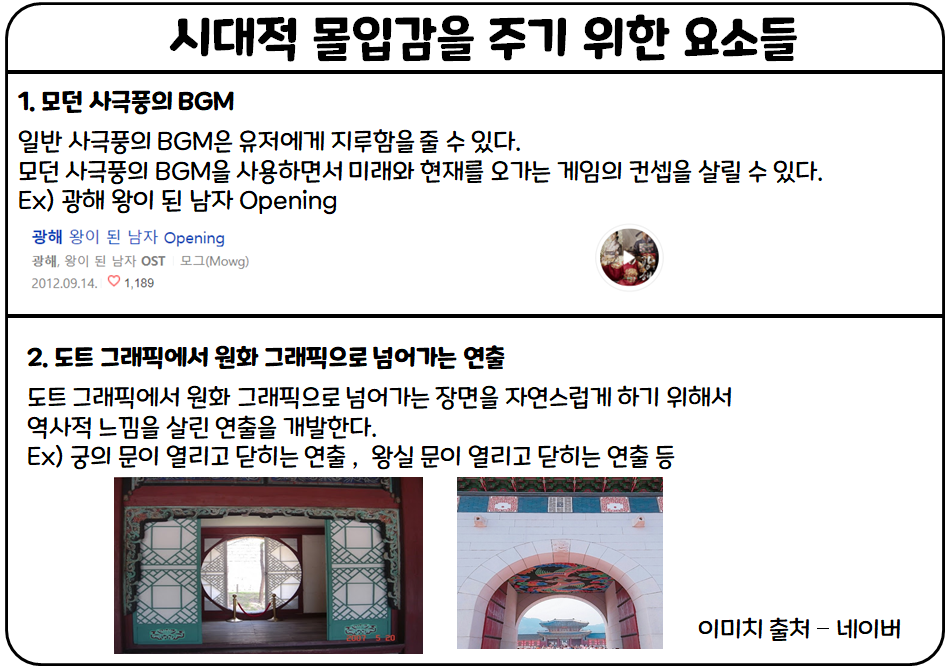 시대적 몰입감을 주기 위한 요소들
1. 모던 사극풍의 BGM
일반 사극풍의 BGM은 유저에게 지루함을 줄 수 있다.
모던 사극풍의 BGM을 사용하면서 미래와 현재를 오가는 게임의 컨셉을 살릴 수 있다.
Ex) 광해 왕이 된 남자 Opening
광해 왕이 된 남자 Opening
광해, 왕이 된 남자 OST 모그(Mowg)
2012.09.14. ♡ 1,189
2. 도트 그래픽에서 원화 그래픽으로 넘어가는 연출
도트 그래픽에서 원화 그래픽으로 넘어가는 장면을 자연스럽게 하기 위해서
역사적 느낌을 살린 연출을 개발한다.
Ex) 궁의 문이 열리고 닫히는 연출 , 왕실 문이 열리고 닫히는 연출 등
2007 5 20
이미치 출처 - 네이버